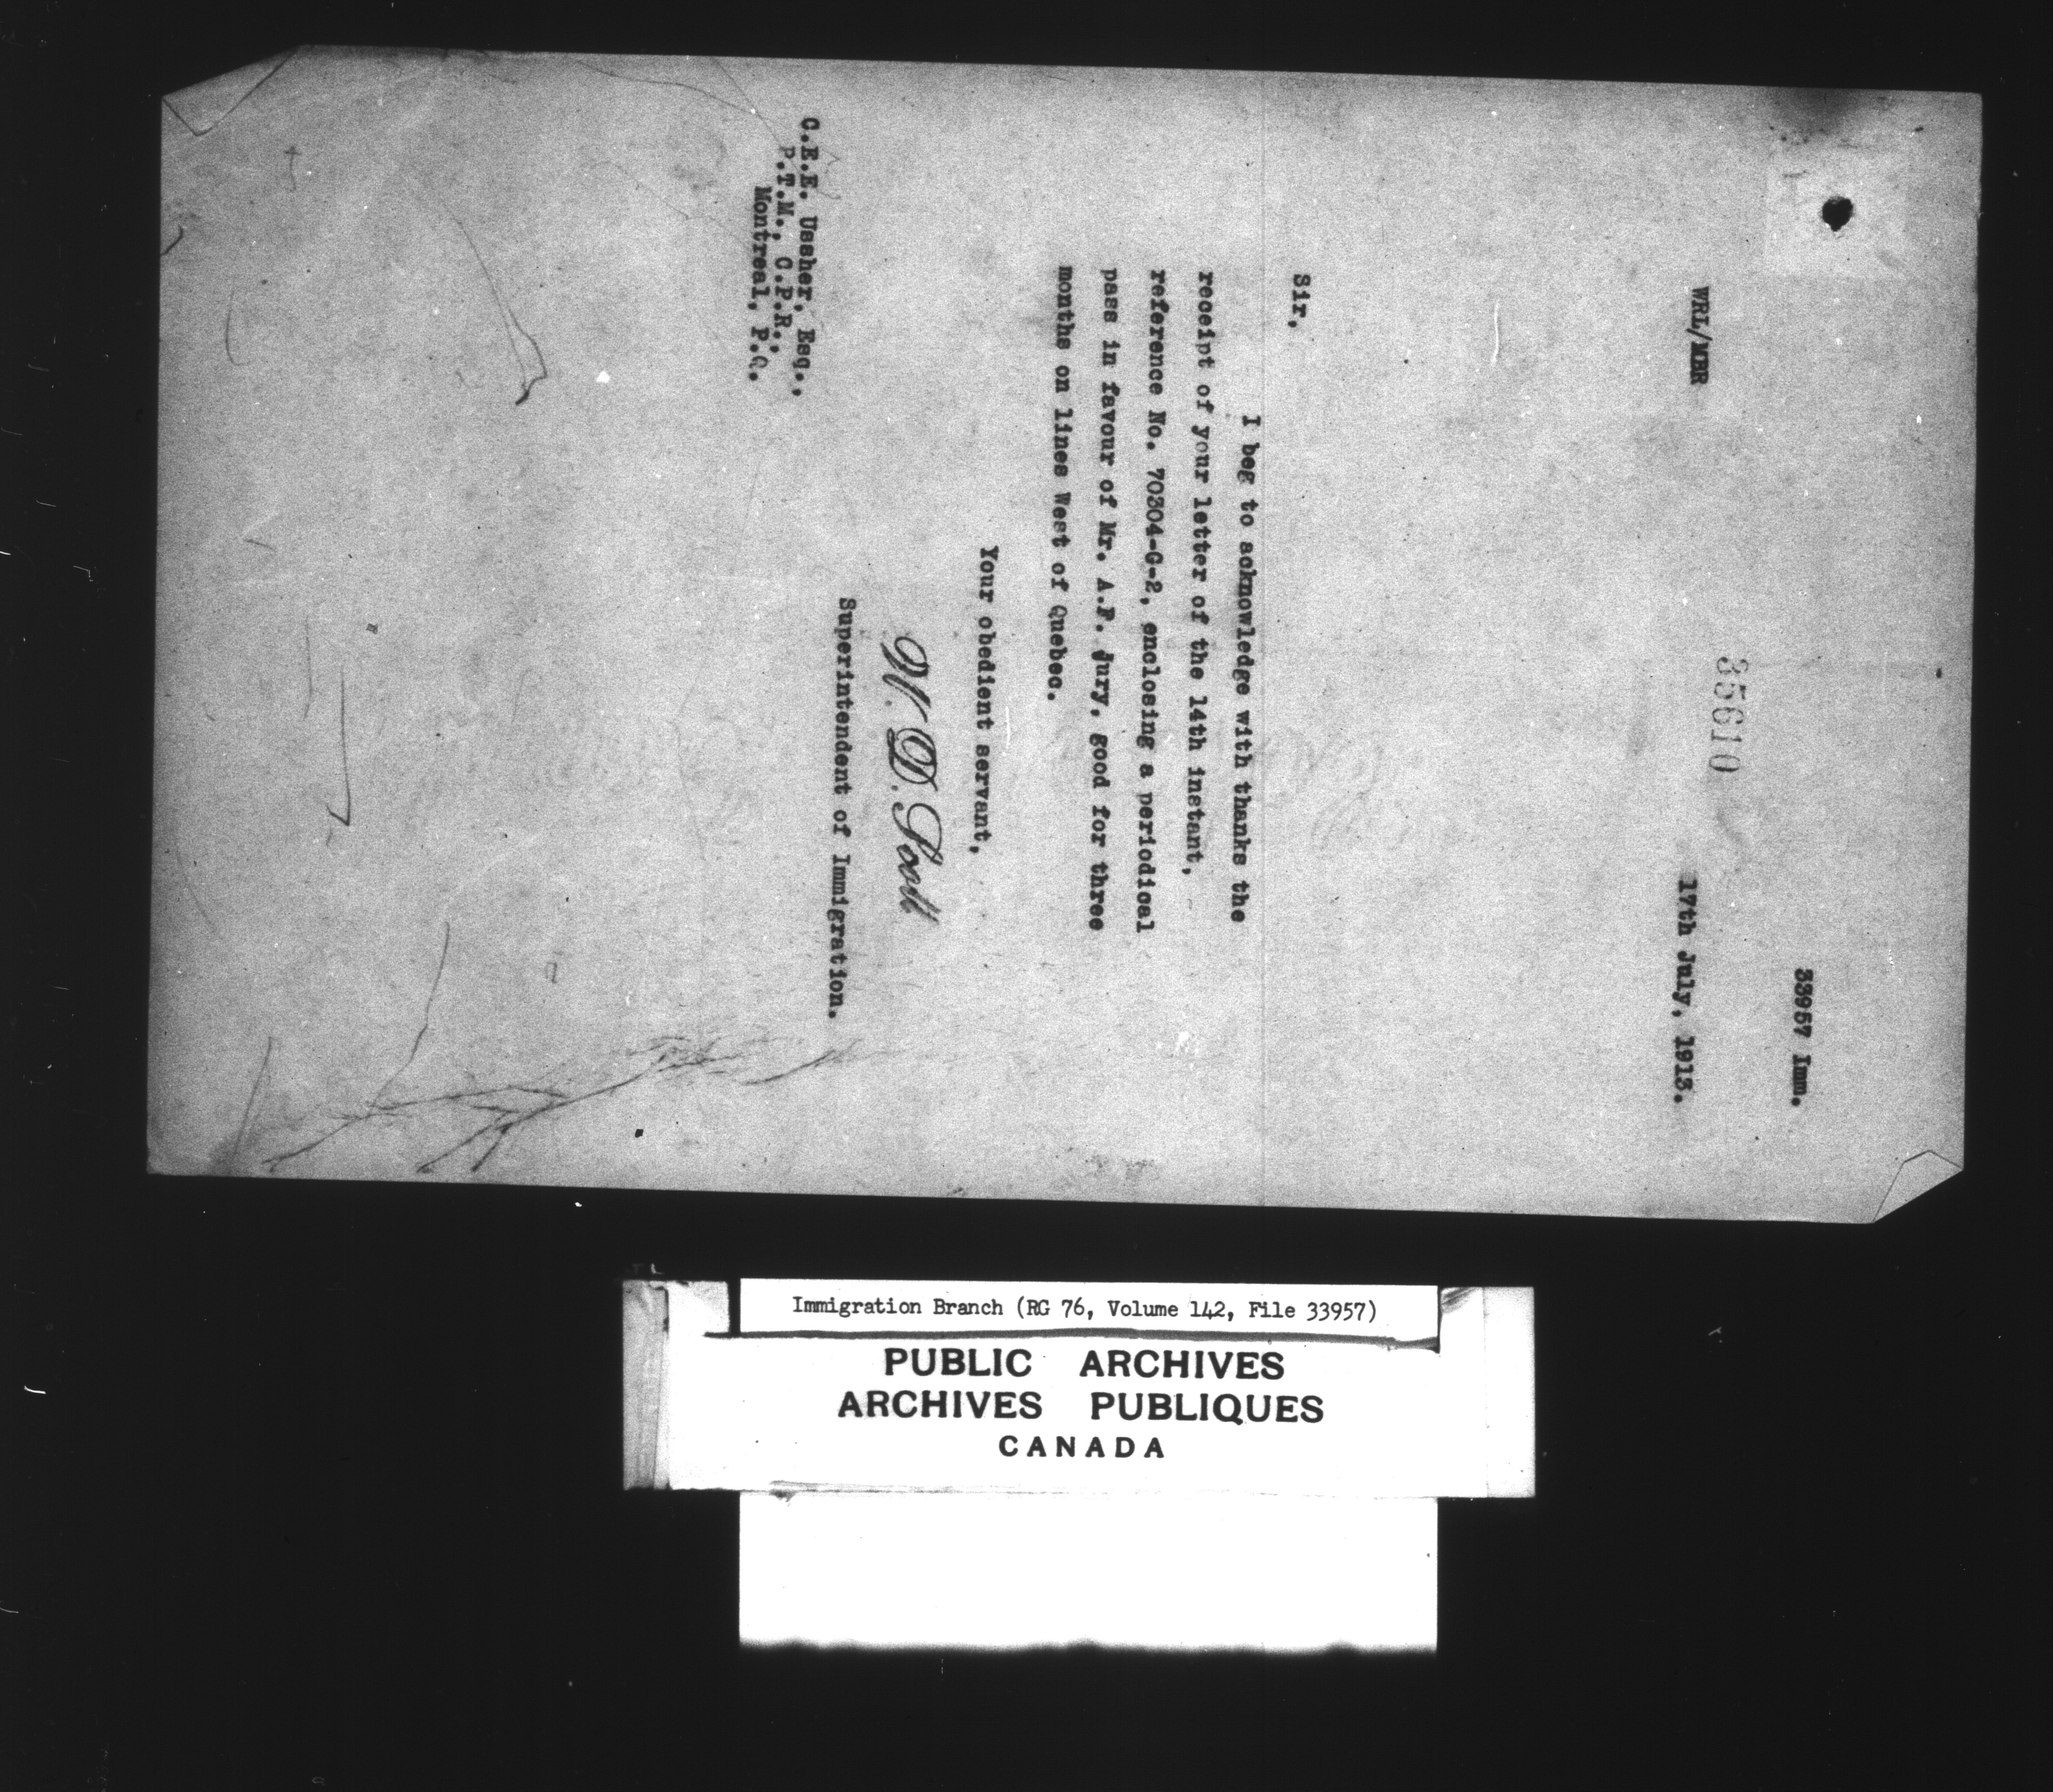 33957 Imm.
35610
WRL/MBR 17th July, 1913.
Sir,
I beg to acknowledge with thanks the
receipt of your letter of the 14th instant,
reference No. 70304-G-2, enclosing a periodical
pass in favour of Mr. A.F. Jury, good for three
months on lines West of Quebec.
Your obedient servant,
W. D. Scott
Superintendent of Immigration.
C.E.E. Ussher, Esq.,
P.T.M., C.P.R.,
Montreal, P.Q.
Immigration Branch (RG 76, Volume 142, File 33957)
PUBLIC ARCHIVES
ARCHIVES PUBLIQUES
CANADA